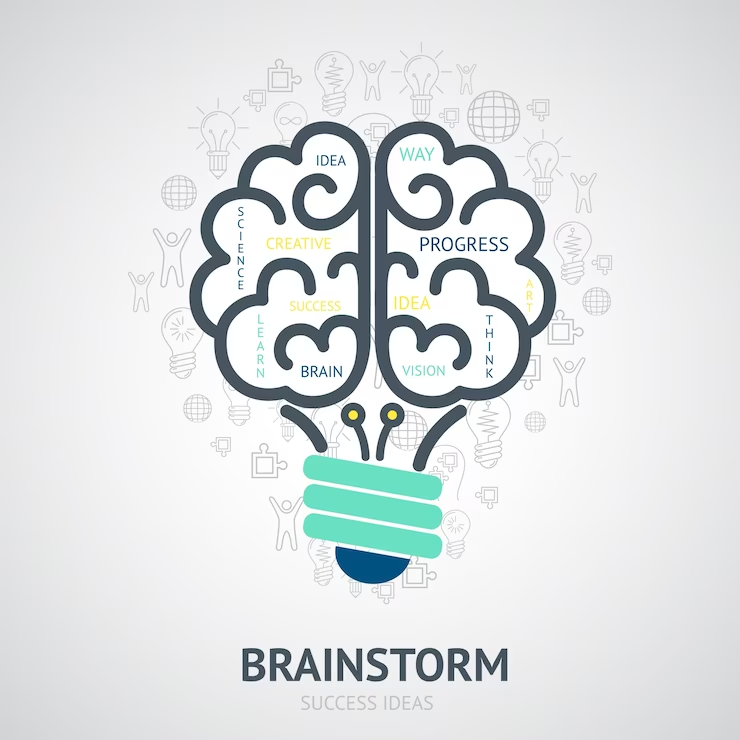 IDEA
WAY
SCIENCE
CREATIVE
PROGRESS
SUCCESS
IDEA
ART
LEARN
THINK
BRAIN
VISION
BRAINSTORM
SUCCESS IDEAS